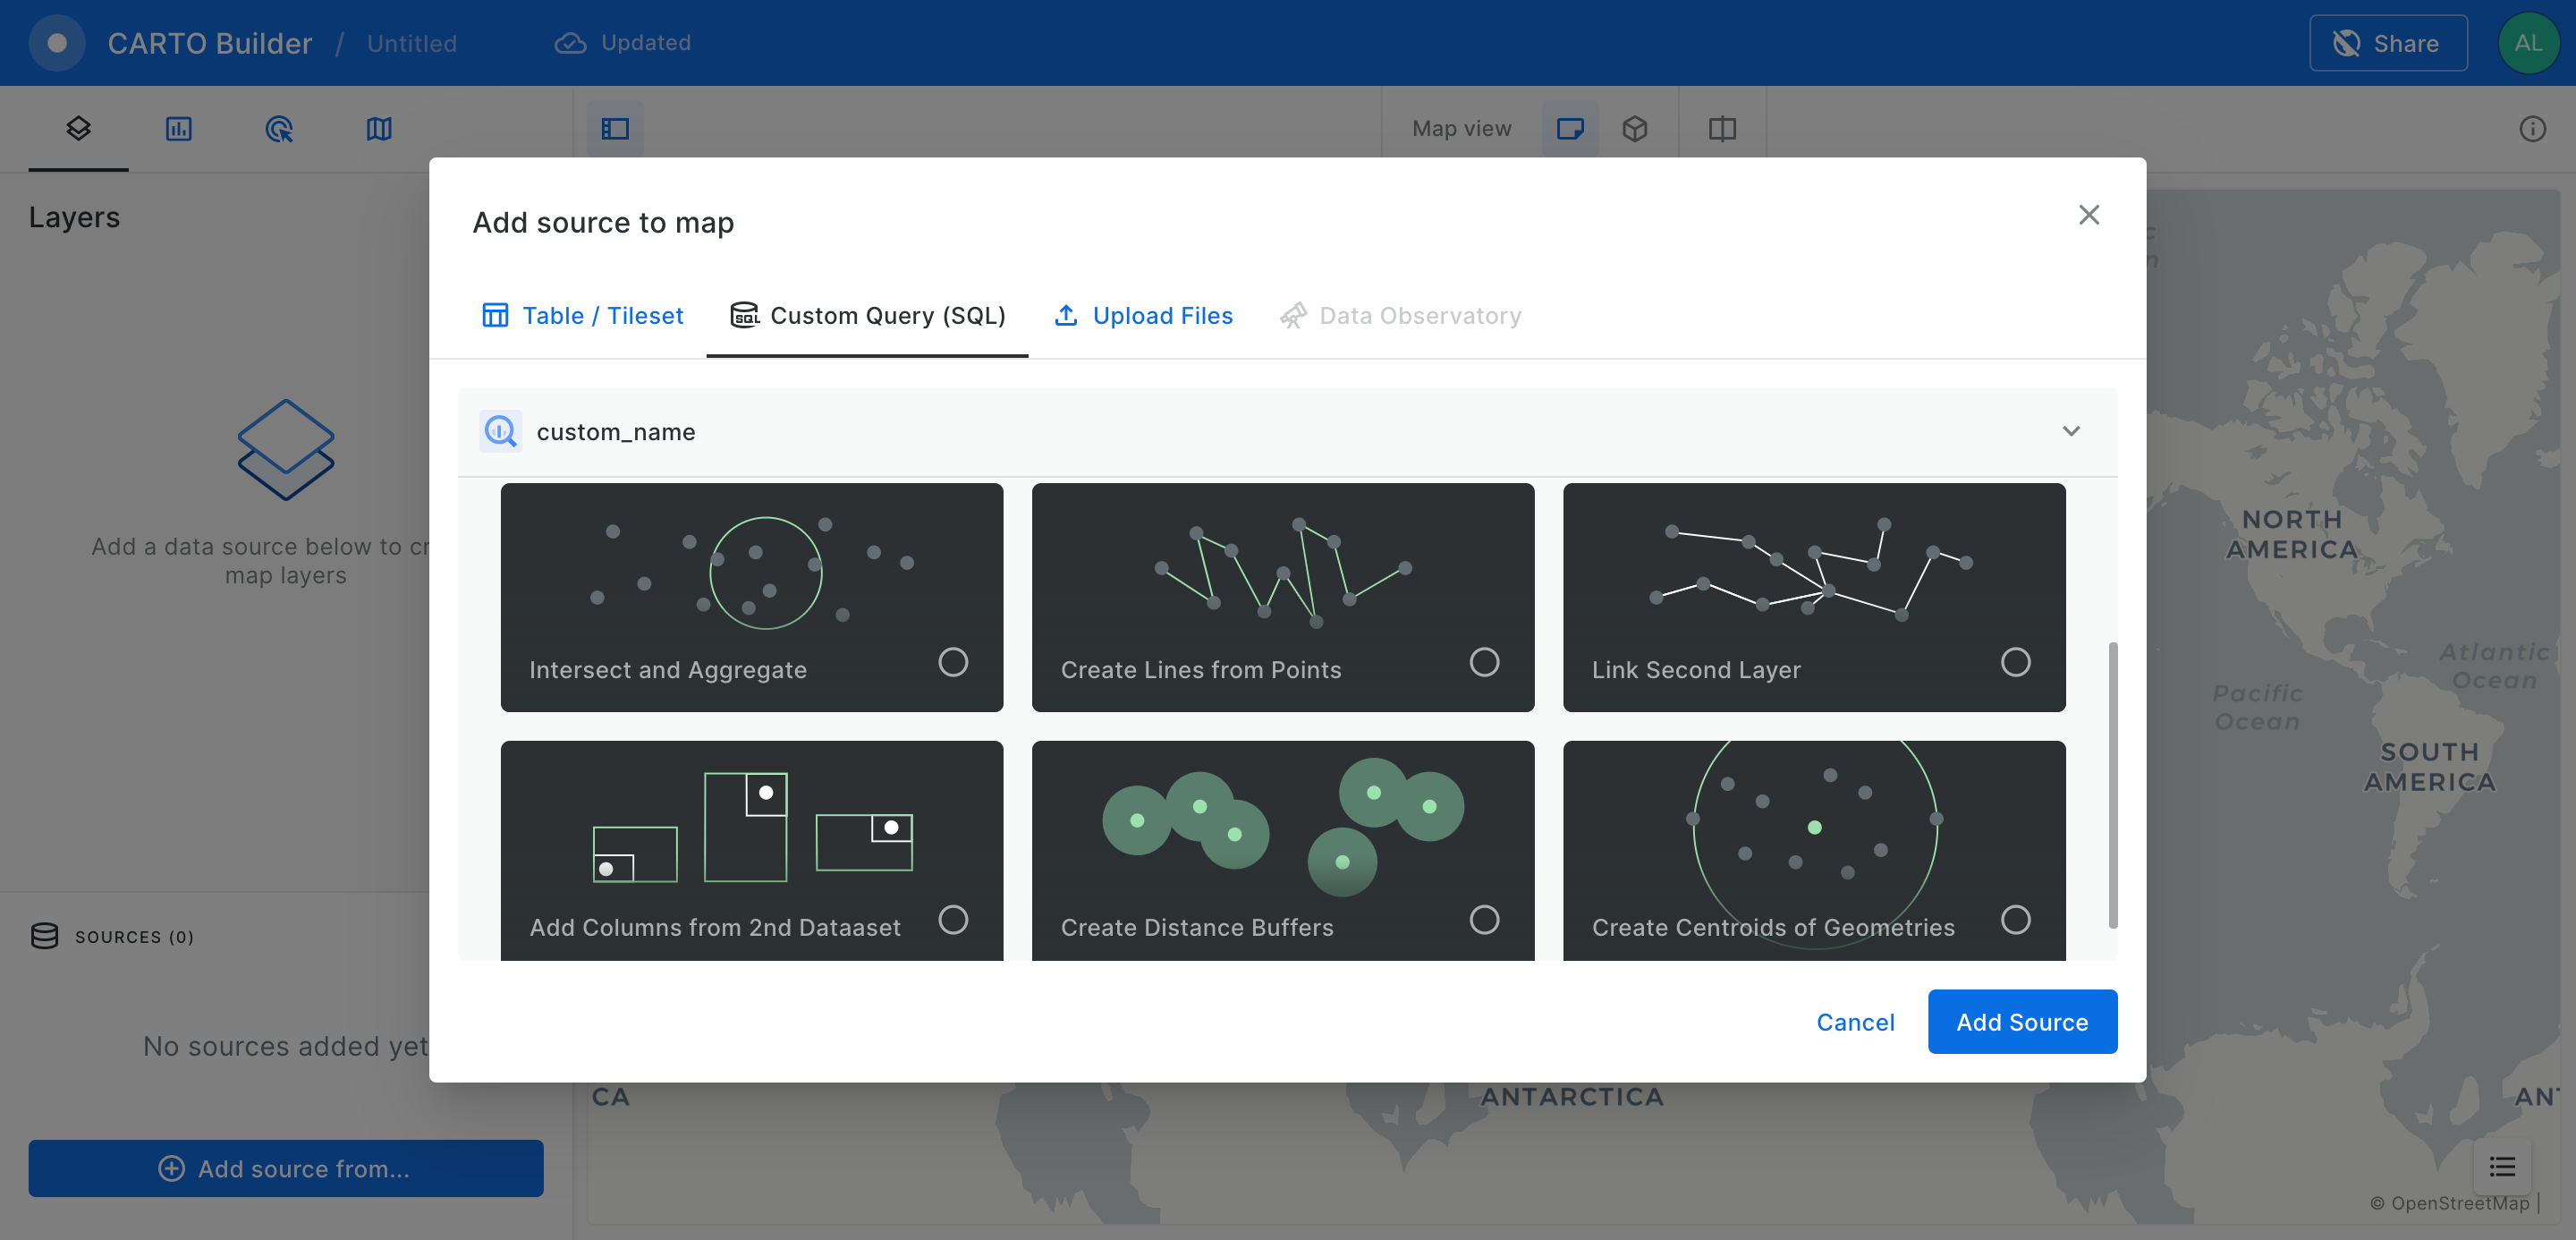 CARTO Builder / Untitled
Updated
Share
AL
Map view
Layers
Add a data source below to cr
map layers
SOURCES (0)
No sources added yet
Add source from...
Add source to map
Table / Tileset
SQL
Custom Query (SQL)
Upload Files
Data Observatory
custom_name
Intersect and Aggregate
Create Lines from Points
Link Second Layer
Add Columns from 2nd Dataaset
Create Distance Buffers
Create Centroids of Geometries
Cancel
Add Source
NORTH
AMERICA
Atlantic
Ocean
Pacific
Ocean
SOUTH
AMERICA
CA
ANTARCTICA
ANT
© OpenStreetMap |